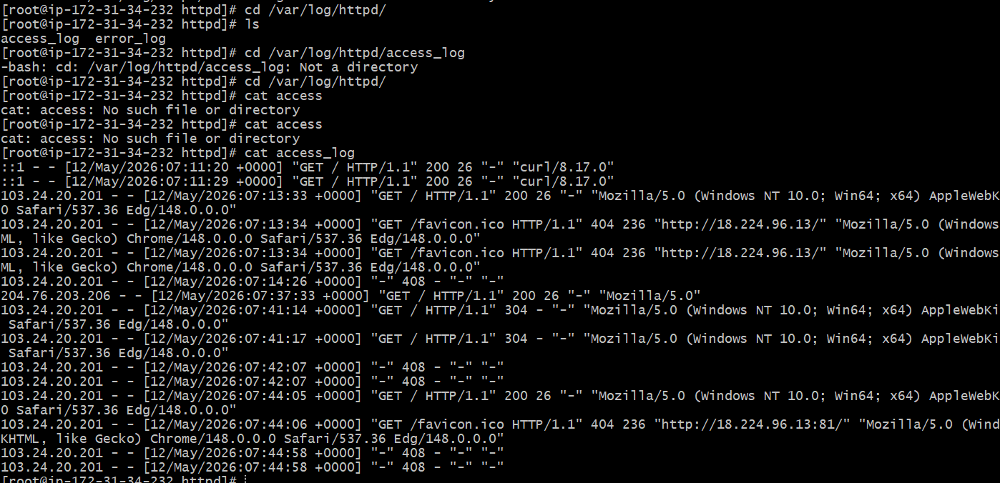 [root@ip-172-31-34-232 httpd]# cd /var/log/httpd/
[root@ip-172-31-34-232 httpd]# ls
access_log  error_log
[root@ip-172-31-34-232 httpd]# cd /var/log/httpd/access_log
-bash: cd: /var/log/httpd/access_log: Not a directory
[root@ip-172-31-34-232 httpd]# cd /var/log/httpd/
[root@ip-172-31-34-232 httpd]# cat access
cat: access: No such file or directory
[root@ip-172-31-34-232 httpd]# cat access
cat: access: No such file or directory
[root@ip-172-31-34-232 httpd]# cat access_log
::1 - - [12/May/2026:07:11:20 +0000] "GET / HTTP/1.1" 200 26 "-" "curl/8.17.0"
::1 - - [12/May/2026:07:11:29 +0000] "GET / HTTP/1.1" 200 26 "-" "curl/8.17.0"
103.24.20.201 - - [12/May/2026:07:13:33 +0000] "GET / HTTP/1.1" 200 26 "-" "Mozilla/5.0 (Windows NT 10.0; Win64; x64) AppleWebK
0 Safari/537.36 Edg/148.0.0.0"
103.24.20.201 - - [12/May/2026:07:13:34 +0000] "GET /favicon.ico HTTP/1.1" 404 236 "http://18.224.96.13/" "Mozilla/5.0 (Windows
ML, like Gecko) Chrome/148.0.0.0 Safari/537.36 Edg/148.0.0.0"
103.24.20.201 - - [12/May/2026:07:13:34 +0000] "GET /favicon.ico HTTP/1.1" 404 236 "http://18.224.96.13/" "Mozilla/5.0 (Windows
ML, like Gecko) Chrome/148.0.0.0 Safari/537.36 Edg/148.0.0.0"
103.24.20.201 - - [12/May/2026:07:14:26 +0000] "-" 408 - "-" "-"
204.76.203.206 - - [12/May/2026:07:37:33 +0000] "GET / HTTP/1.1" 200 26 "-" "Mozilla/5.0"
103.24.20.201 - - [12/May/2026:07:41:14 +0000] "GET / HTTP/1.1" 304 - "-" "Mozilla/5.0 (Windows NT 10.0; Win64; x64) AppleWebKi
 Safari/537.36 Edg/148.0.0.0"
103.24.20.201 - - [12/May/2026:07:41:17 +0000] "GET / HTTP/1.1" 304 - "-" "Mozilla/5.0 (Windows NT 10.0; Win64; x64) AppleWebKi
 Safari/537.36 Edg/148.0.0.0"
103.24.20.201 - - [12/May/2026:07:42:07 +0000] "-" 408 - "-" "-"
103.24.20.201 - - [12/May/2026:07:42:07 +0000] "-" 408 - "-" "-"
103.24.20.201 - - [12/May/2026:07:44:05 +0000] "GET / HTTP/1.1" 200 26 "-" "Mozilla/5.0 (Windows NT 10.0; Win64; x64) AppleWebK
0 Safari/537.36 Edg/148.0.0.0"
103.24.20.201 - - [12/May/2026:07:44:06 +0000] "GET /favicon.ico HTTP/1.1" 404 236 "http://18.224.96.13:81/" "Mozilla/5.0 (Wind
KHTML, like Gecko) Chrome/148.0.0.0 Safari/537.36 Edg/148.0.0.0"
103.24.20.201 - - [12/May/2026:07:44:58 +0000] "-" 408 - "-" "-"
103.24.20.201 - - [12/May/2026:07:44:58 +0000] "-" 408 - "-" "-"
[root@ip-172-31-34-232 httpd]#